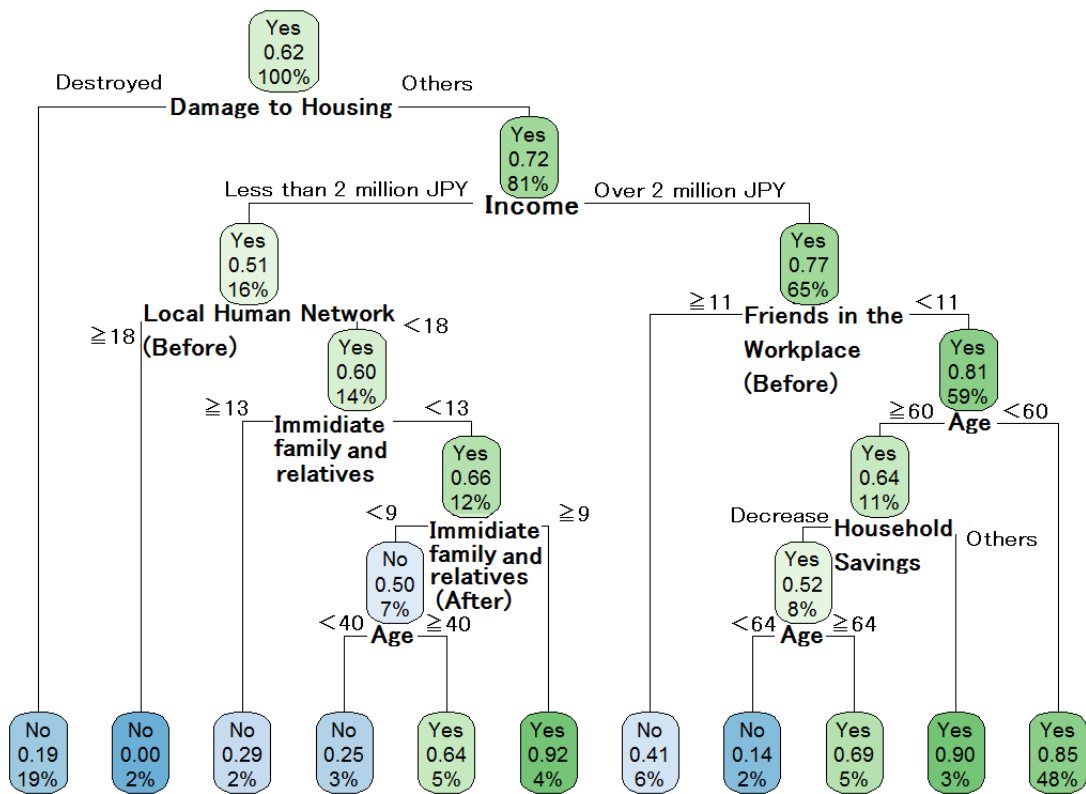 Yes
0.62
100%
Destroyed
Others
Damage to Housing
Yes
0.72
81%
Less than 2 million JPY
Over 2 million JPY
Income
Yes
0.51
16%
Yes
0.77
65%
≧18
Local Human Network
(Before)
<18
≧11
Friends in the
Workplace
(Before)
<11
Yes
0.60
14%
Yes
0.81
59%
≧13
Immidiate
family and
relatives
<13
≧60
Age
<60
Yes
0.66
12%
Yes
0.64
11%
<9
Immidiate
family and
relatives
(After)
≧9
Decrease
Household
Savings
Others
No
0.50
7%
Yes
0.52
8%
<40
Age
≧40
<64
Age
≧64
No
0.19
19%
No
0.00
2%
No
0.29
2%
No
0.25
3%
Yes
0.64
5%
Yes
0.92
4%
No
0.41
6%
No
0.14
2%
Yes
0.69
5%
Yes
0.90
3%
Yes
0.85
48%